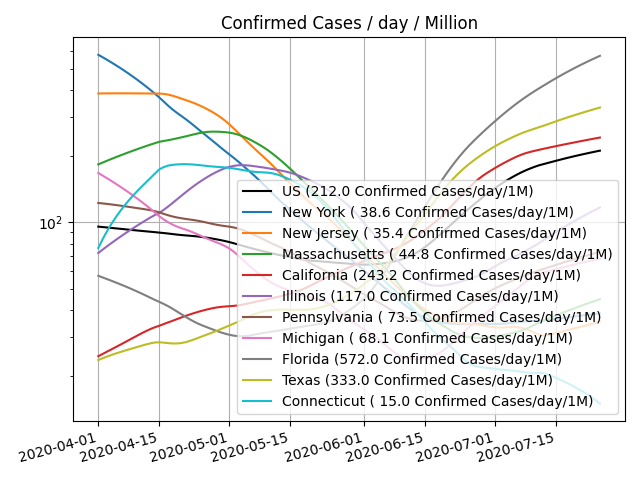 Confirmed Cases / day / Million
10²
US (212.0 Confirmed Cases/day/1M)
New York ( 38.6 Confirmed Cases/day/1M)
New Jersey ( 35.4 Confirmed Cases/day/1M)
Massachusetts ( 44.8 Confirmed Cases/day/1M)
California (243.2 Confirmed Cases/day/1M)
Illinois (117.0 Confirmed Cases/day/1M)
Pennsylvania ( 73.5 Confirmed Cases/day/1M)
Michigan ( 68.1 Confirmed Cases/day/1M)
Florida (572.0 Confirmed Cases/day/1M)
Texas (333.0 Confirmed Cases/day/1M)
Connecticut ( 15.0 Confirmed Cases/day/1M)
2020-04-01 2020-04-15 2020-05-01 2020-05-15 2020-06-01 2020-06-15 2020-07-01 2020-07-15